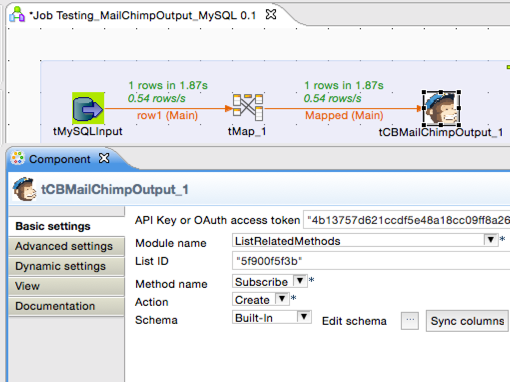 *Job Testing_MailChimpOutput_MySQL 0.1
1 rows in 1.87s
0.54 rows/s
row1 (Main)
1 rows in 1.87s
0.54 rows/s
Mapped (Main)
tMySQLInput
tMap_1
tCBMailChimpOutput_1
Component
tCBMailChimpOutput_1
Basic settings
Advanced settings
Dynamic settings
View
Documentation
API Key or OAuth access token "4b13757d621ccdf5e48a18cc09ff8a26
Module name ListRelatedMethods *
List ID "5f900f5f3b"
Method name Subscribe *
Action Create *
Schema Built-In Edit schema ... Sync columns